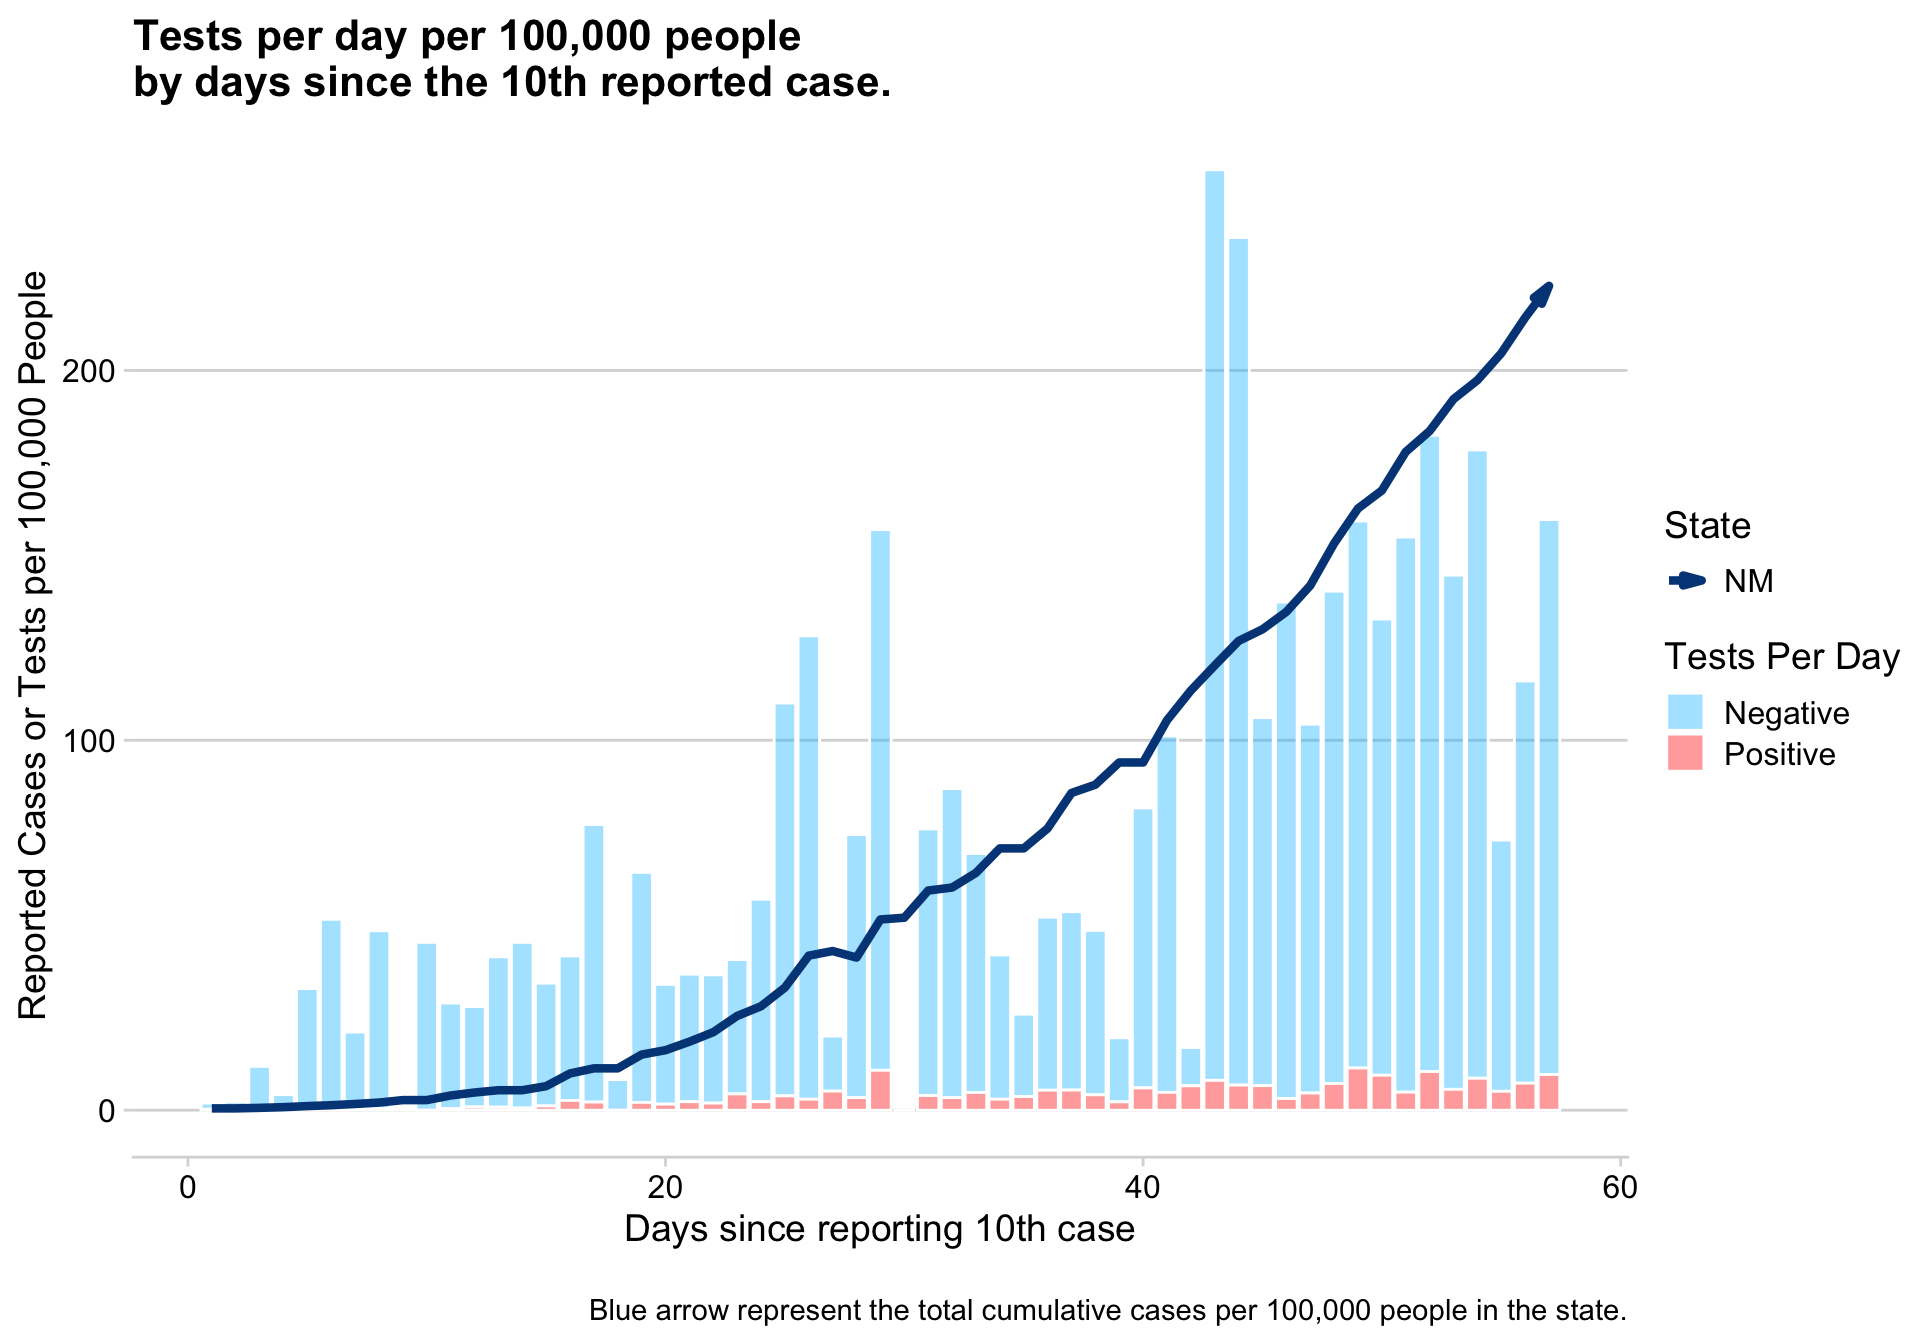 Tests per day per 100,000 people
by days since the 10th reported case.
Reported Cases or Tests per 100,000 People
200
100
0
0
20
40
60
Days since reporting 10th case
State
NM
Tests Per Day
Negative
Positive
Blue arrow represent the total cumulative cases per 100,000 people in the state.